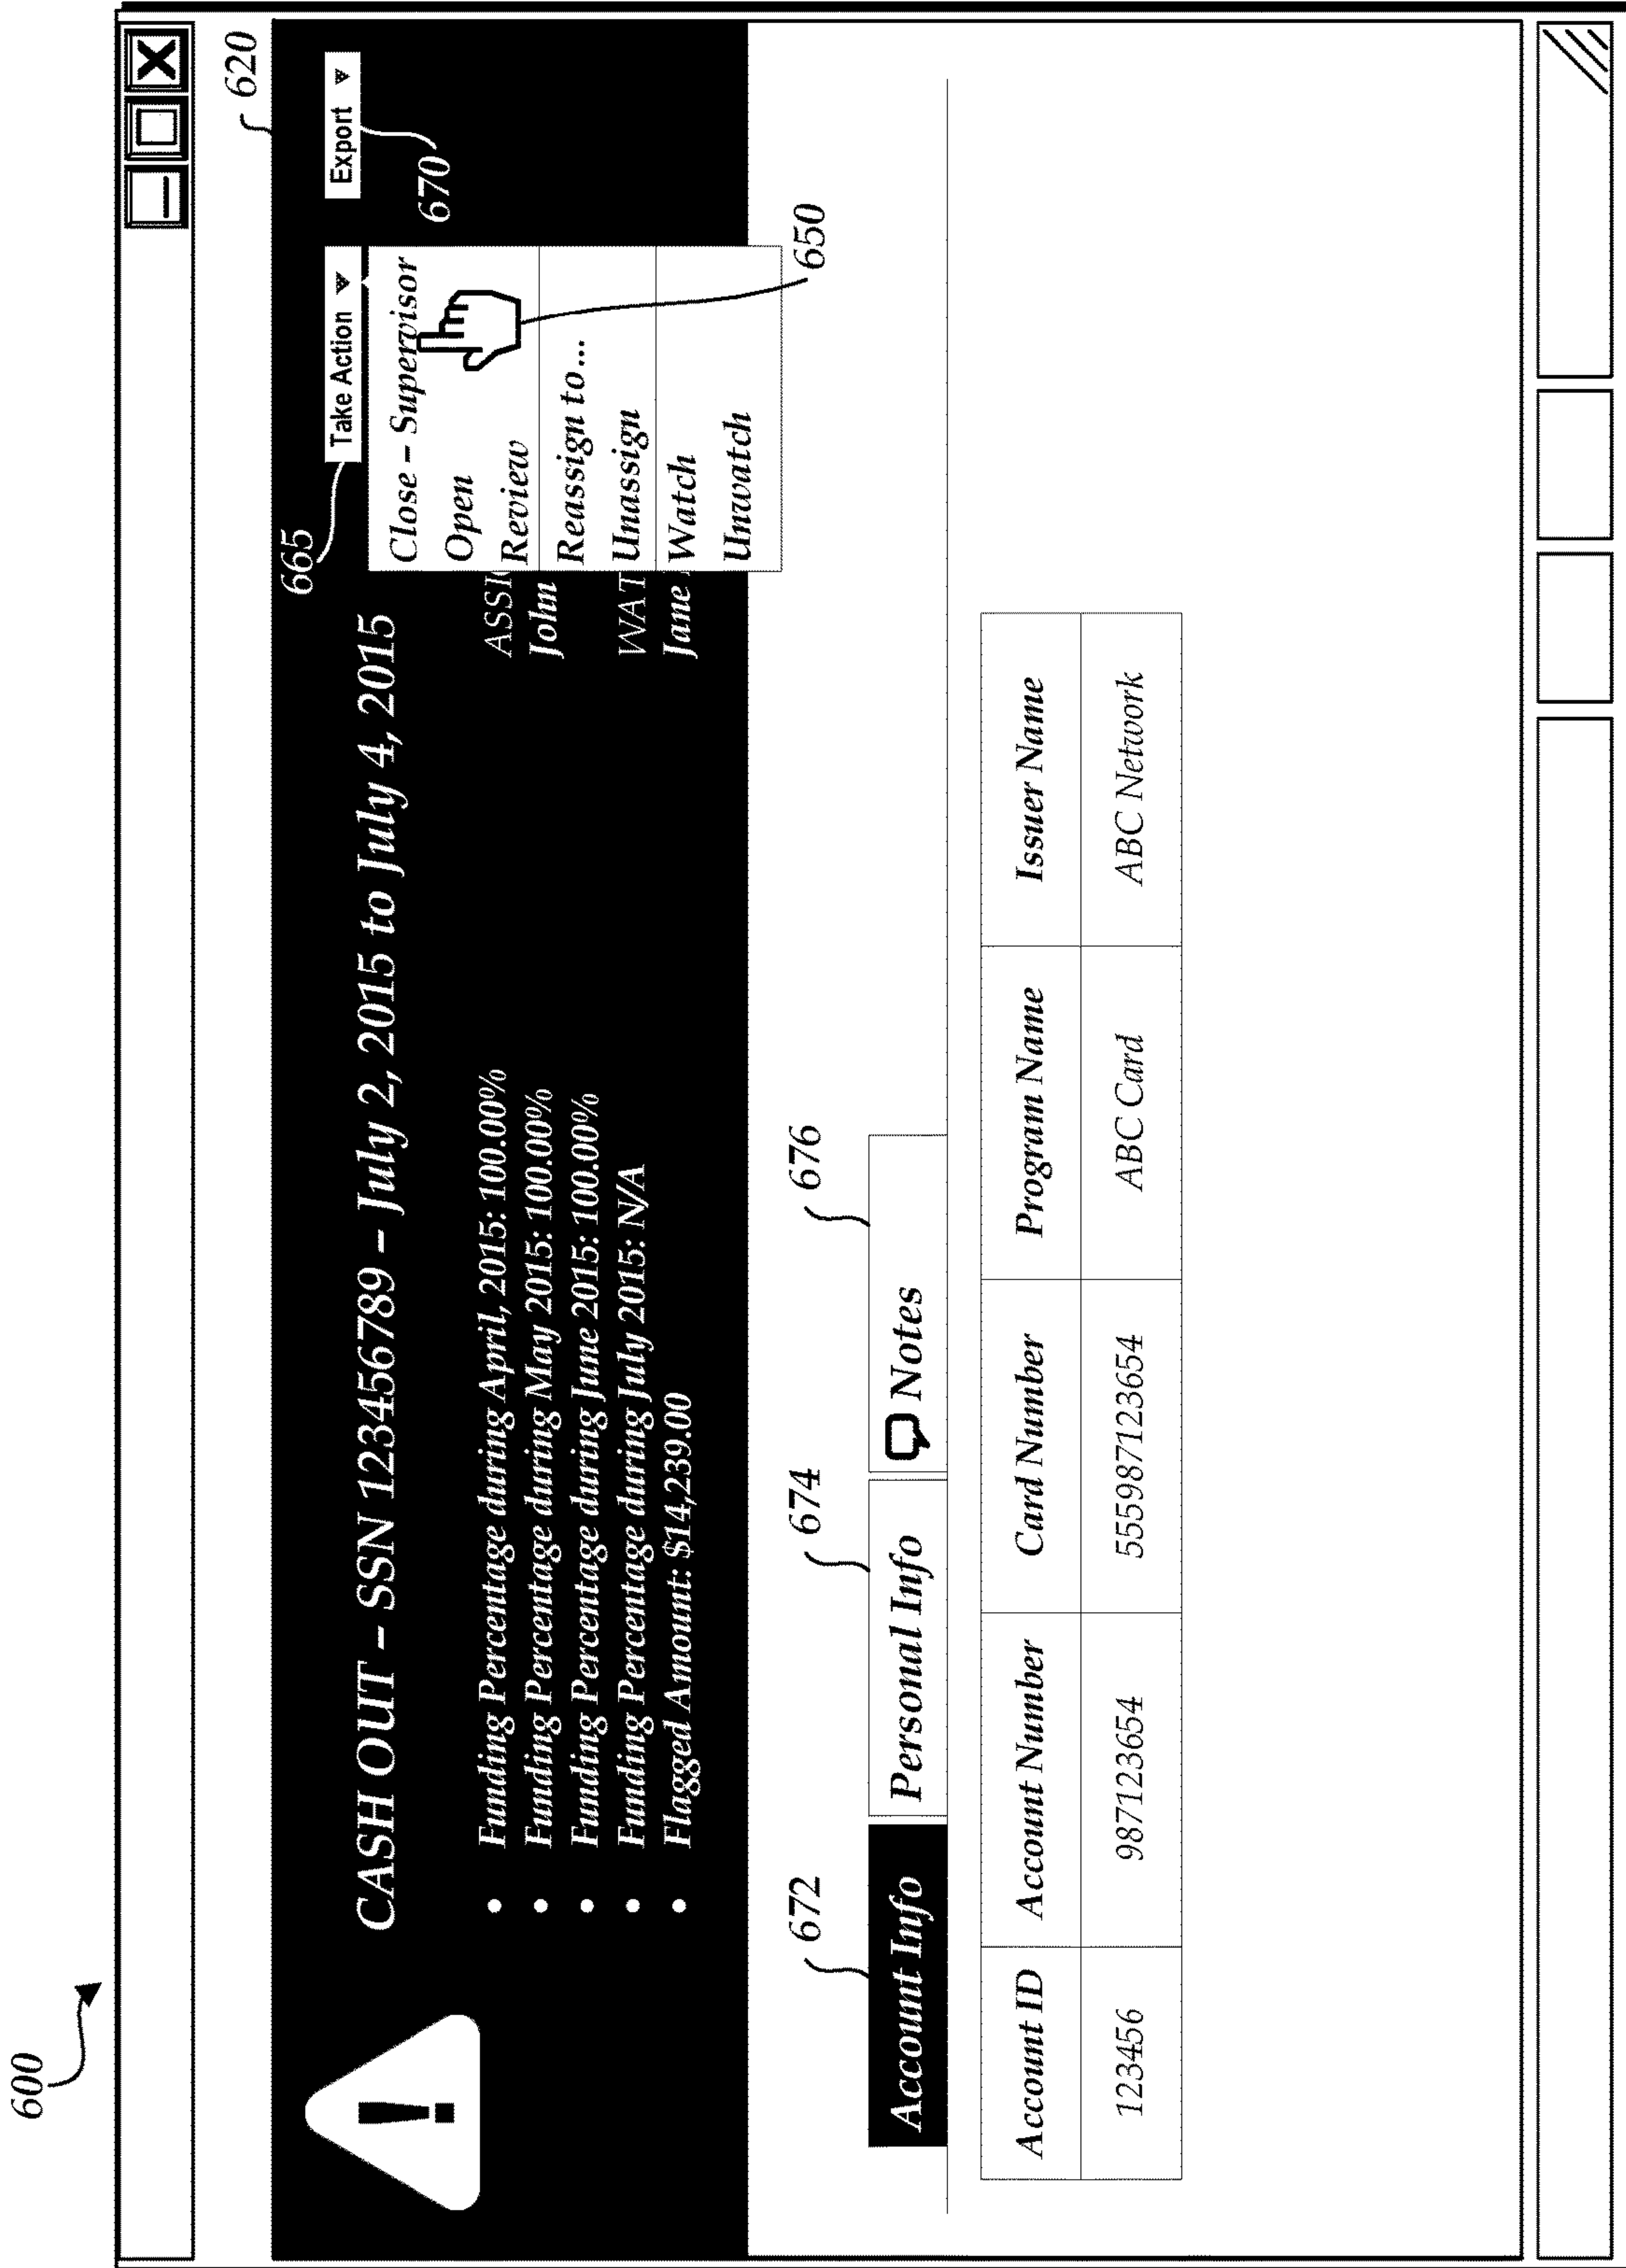 600
620
CASH OUT – SSN 123456789 – July 2, 2015 to July 4, 2015
665
Take Action
Export
670
• Funding Percentage during April, 2015: 100.00%
• Funding Percentage during May 2015: 100.00%
• Funding Percentage during June 2015: 100.00%
• Funding Percentage during July 2015: N/A
• Flagged Amount: $14,239.00
ASSI
John
WAT
Jane
Close – Supervisor
Open
Review
Reassign to...
Unassign
Watch
Unwatch
650
672
674
676
Account Info
Personal Info
Notes
Account ID Account Number Card Number Program Name Issuer Name
123456 987123654 555987123654 ABC Card ABC Network